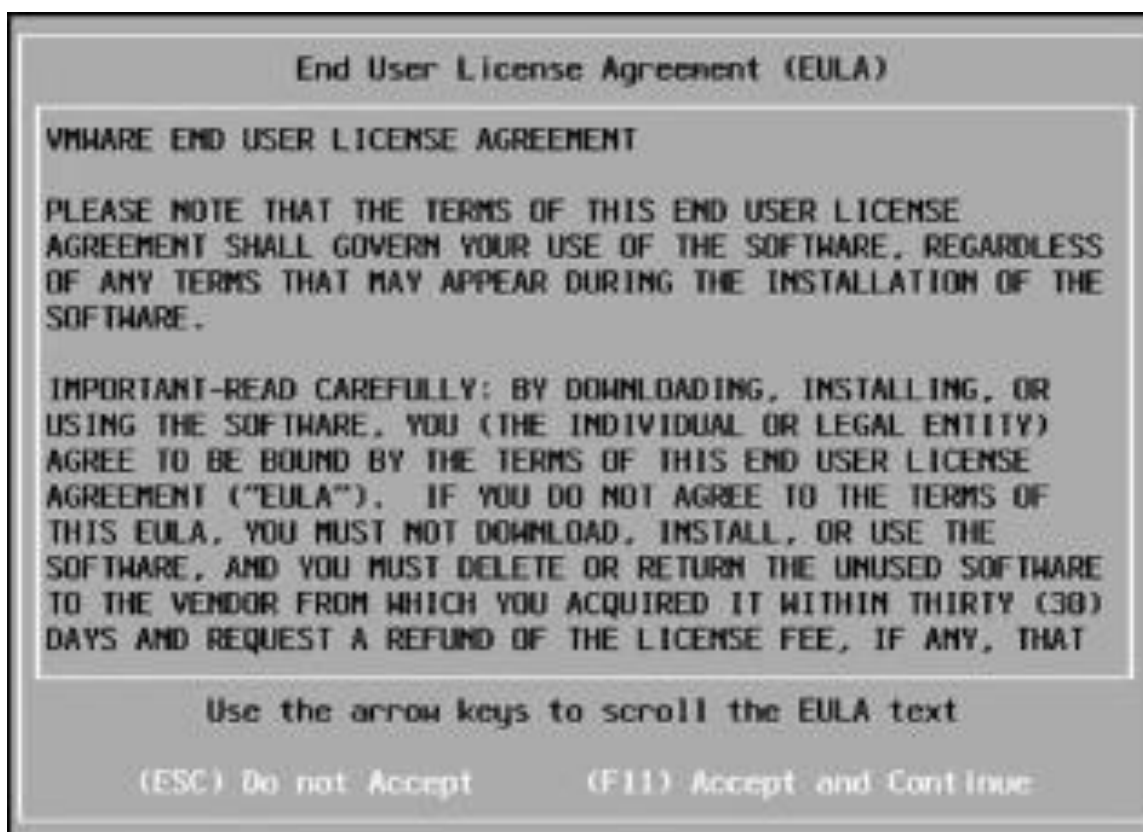 End User License Agreement (EULA)
VMWARE END USER LICENSE AGREEMENT
PLEASE NOTE THAT THE TERMS OF THIS END USER LICENSE
AGREEMENT SHALL GOVERN YOUR USE OF THE SOFTWARE, REGARDLESS
OF ANY TERMS THAT MAY APPEAR DURING THE INSTALLATION OF THE
SOFTWARE.
IMPORTANT-READ CAREFULLY: BY DOWNLOADING, INSTALLING, OR
USING THE SOFTWARE, YOU (THE INDIVIDUAL OR LEGAL ENTITY)
AGREE TO BE BOUND BY THE TERMS OF THIS END USER LICENSE
AGREEMENT ("EULA").  IF YOU DO NOT AGREE TO THE TERMS OF
THIS EULA, YOU MUST NOT DOWNLOAD, INSTALL, OR USE THE
SOFTWARE, AND YOU MUST DELETE OR RETURN THE UNUSED SOFTWARE
TO THE VENDOR FROM WHICH YOU ACQUIRED IT WITHIN THIRTY (30)
DAYS AND REQUEST A REFUND OF THE LICENSE FEE, IF ANY, THAT
Use the arrow keys to scroll the EULA text
(ESC) Do not Accept (F11) Accept and Continue